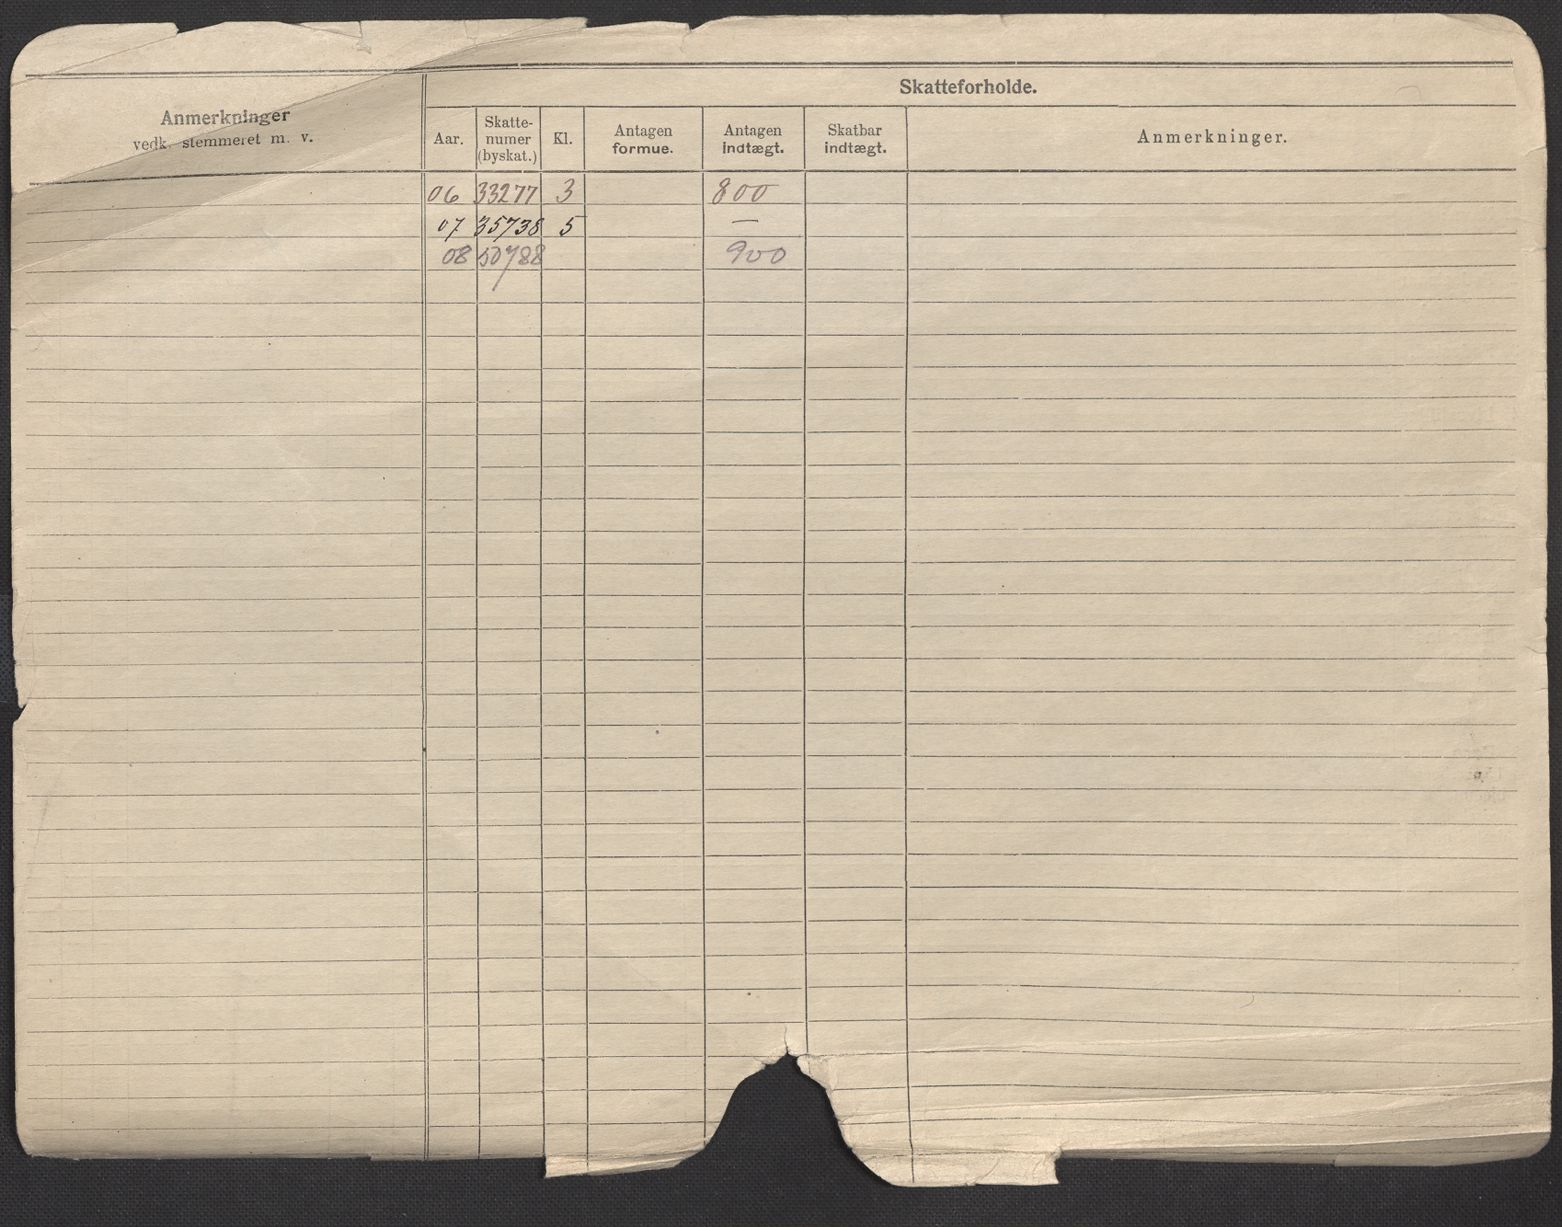 Anmerkninger
vedk. stemmeret m. v.
Skatteforholde.
Aar.
Skatte-
numer
(byskat.)
Kl.
Antagen
formue.
Antagen
indtægt.
Skatbar
indtægt.
Anmerkninger.
06 33277 3 800
07 35738 5 —
08 50788 900